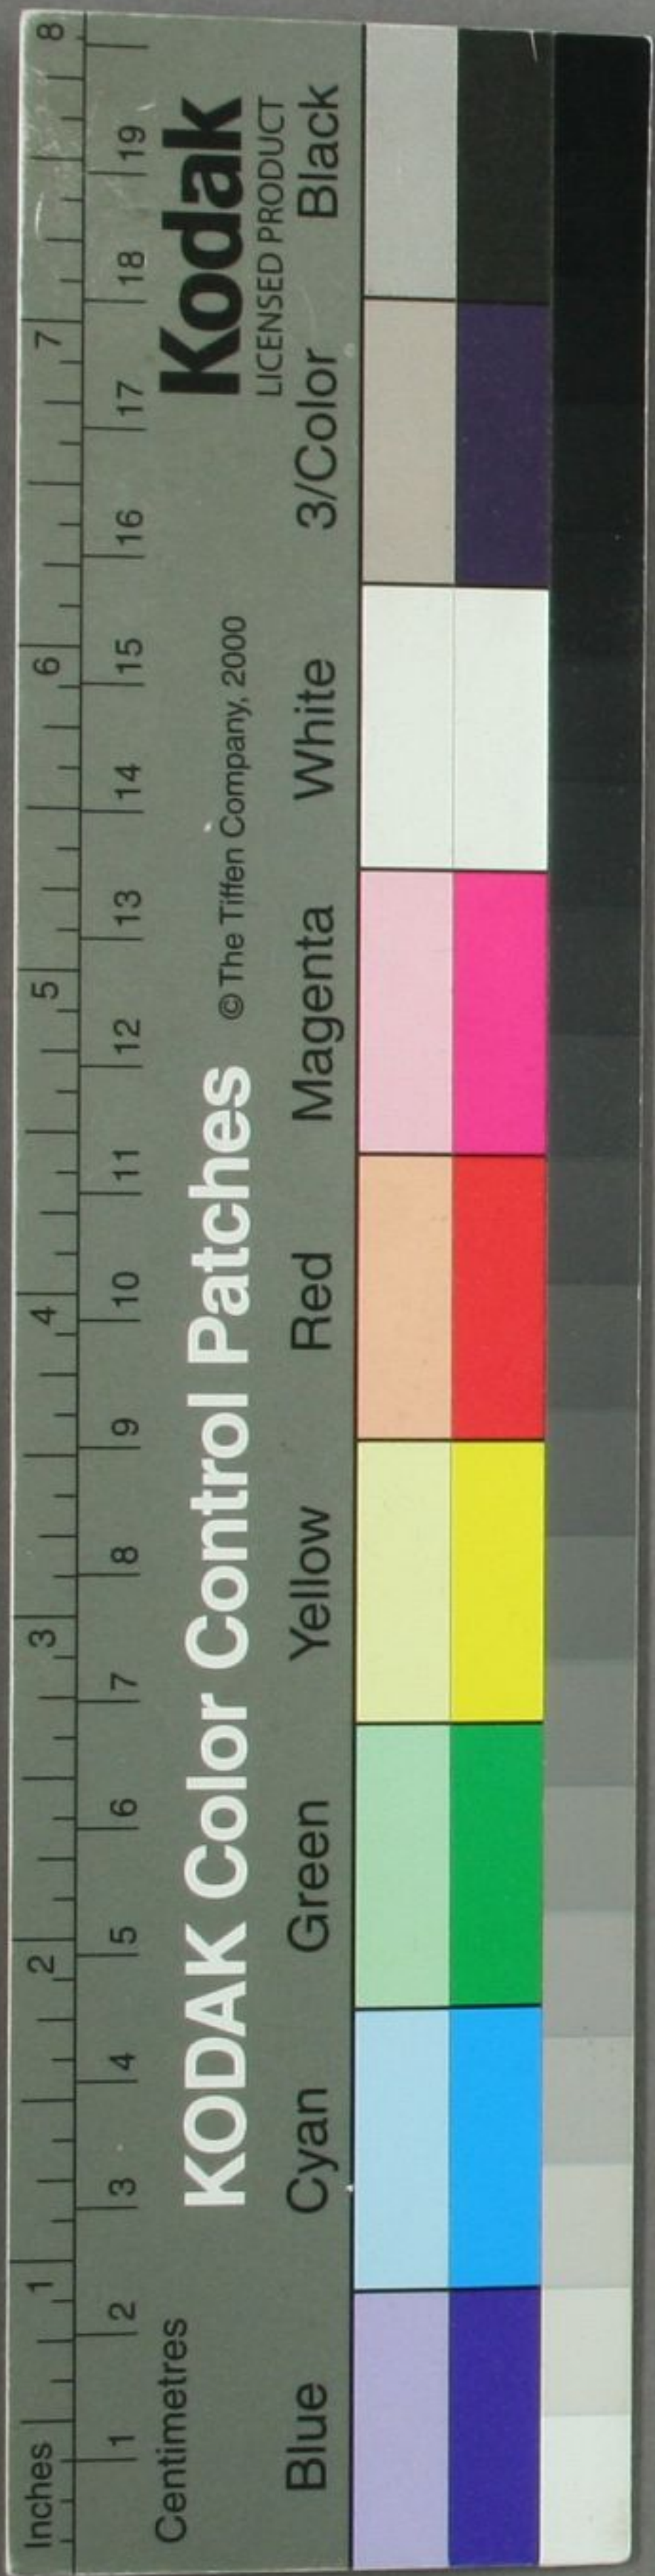 Inches 1 2 3 4 5 6 7 8
1 2 3 4 5 6 7 8 9 10 11 12 13 14 15 16 17 18 19
Centimetres
KODAK Color Control Patches © The Tiffen Company, 2000
Kodak
LICENSED PRODUCT
Blue Cyan Green Yellow Red Magenta White 3/Color Black